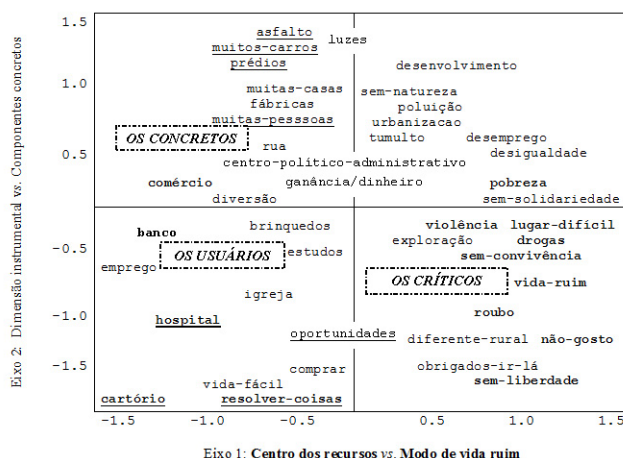 1.5
asfalto luzes
muitos-carros
prédios desenvolvimento
1.0
muitas-casas sem-natureza
fábricas poluição
muitas-pesssoas urbanizacao
OS CONCRETOS tumulto desemprego
rua desigualdade
0.5
centro-político-administrativo
comércio ganância/dinheiro pobreza
diversão sem-solidariedade
banco brinquedos violência lugar-difícil
exploração drogas
-0.5
OS USUÁRIOS estudos sem-convivência
emprego OS CRÍTICOS vida-ruim
igreja
roubo
-1.0
hospital
oportunidades diferente-rural não-gosto
-1.5
comprar obrigados-ir-lá
vida-fácil sem-liberdade
cartório resolver-coisas
-1.5 -1.0 -0.5 0.5 1.0 1.5
Eixo 1: Centro dos recursos vs. Modo de vida ruim
Eixo 2: Dimensão instrumental vs. Componentes concretos